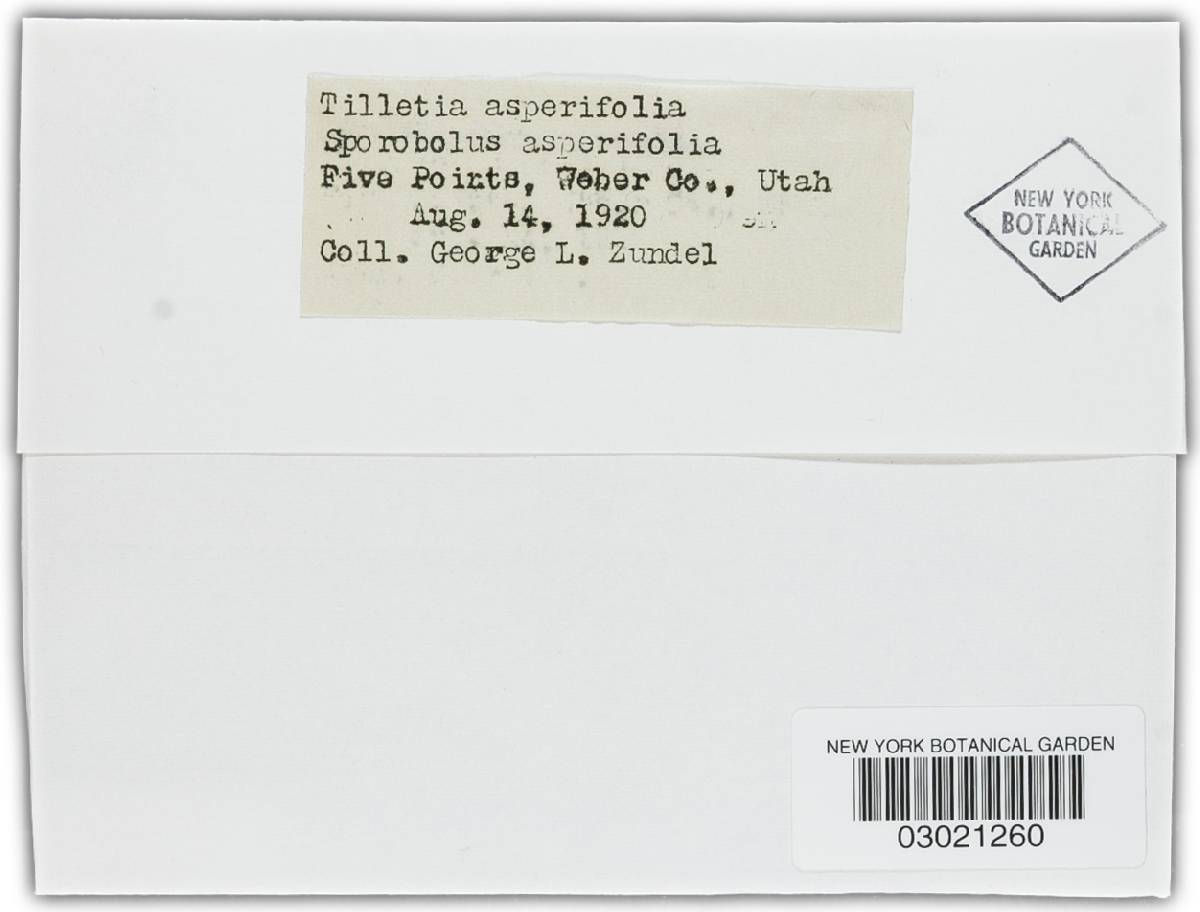 Tilletia asperifolia
Sporobolus asperifolia
Five Points, Weber Co., Utah
Aug. 14, 1920
Coll. George L. Zundel
NEW YORK
BOTANICAL
GARDEN
NEW YORK BOTANICAL GARDEN
03021260